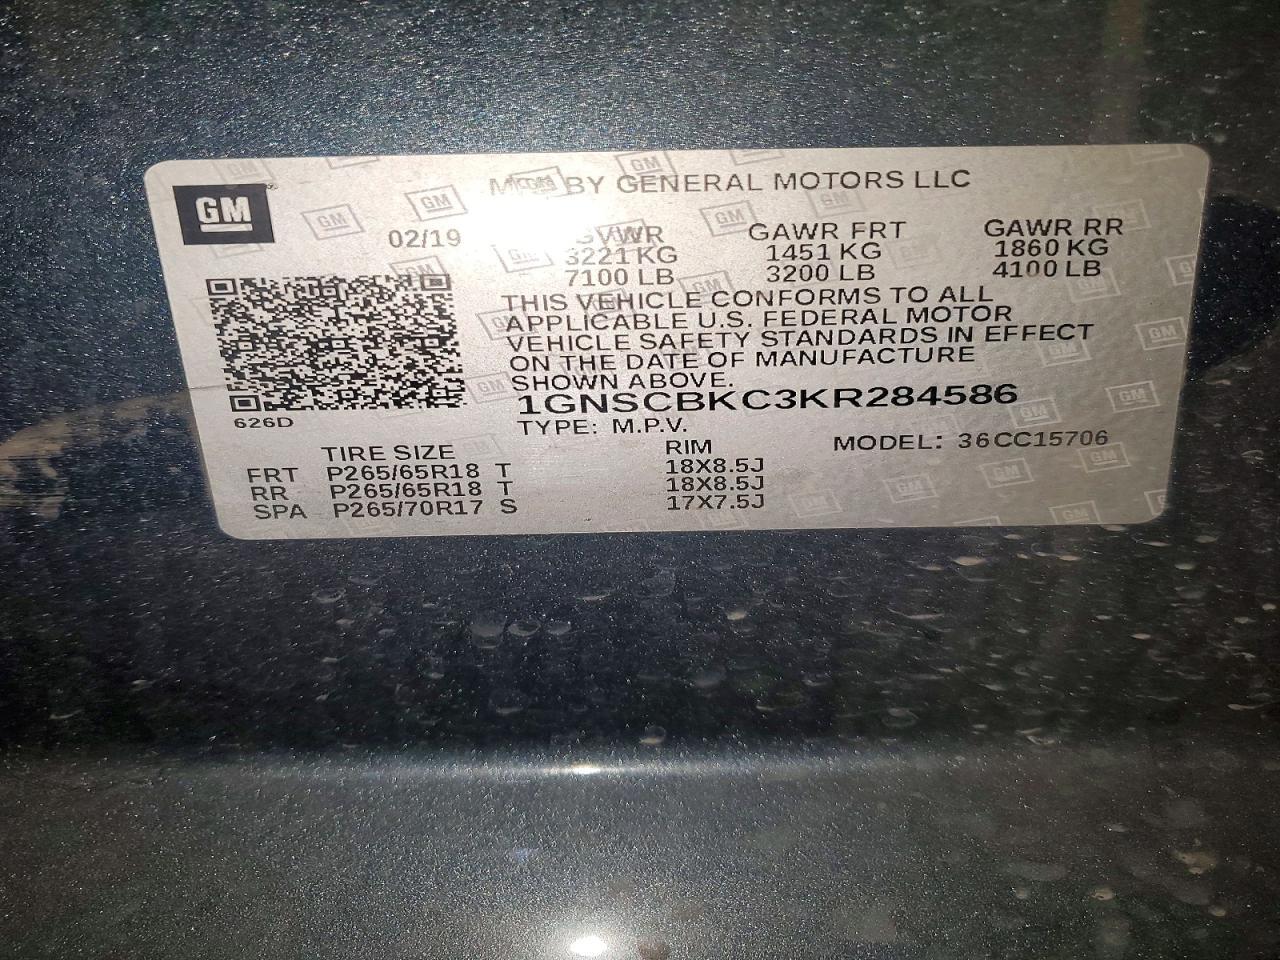 GM
MFD BY GENERAL MOTORS LLC
02/19 GVWR GAWR FRT GAWR RR
3221 KG 1451 KG 1860 KG
7100 LB 3200 LB 4100 LB
THIS VEHICLE CONFORMS TO ALL
APPLICABLE U.S. FEDERAL MOTOR
VEHICLE SAFETY STANDARDS IN EFFECT
ON THE DATE OF MANUFACTURE
SHOWN ABOVE.
1GNSCBKC3KR284586
626D
TYPE: M.P.V. MODEL: 36CC15706
TIRE SIZE RIM
FRT P265/65R18 T 18X8.5J
RR P265/65R18 T 18X8.5J
SPA P265/70R17 S 17X7.5J